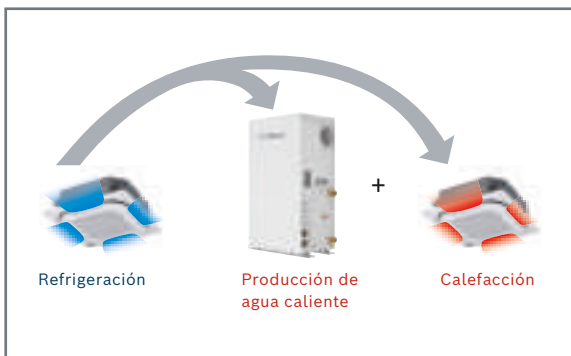 +
Refrigeración
Producción de
agua caliente
Calefacción